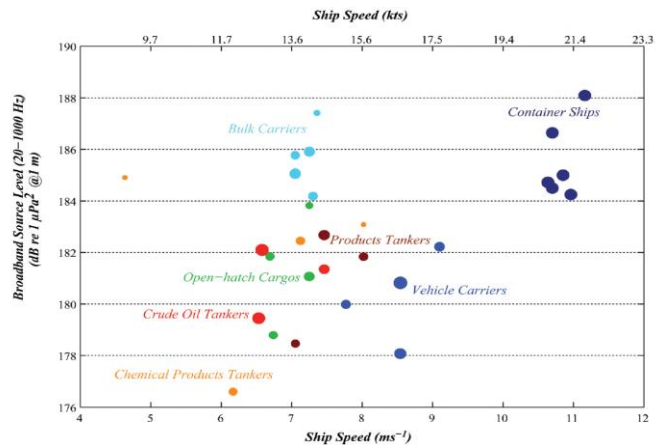 Ship Speed (kts)
9.7 11.7 13.6 15.6 17.5 19.4 21.4 23.3
Broadband Source Level (20-1000 Hz)
(dB re 1 µPa² @1 m)
190
188
186
184
182
180
178
176
Bulk Carriers
Container Ships
Products Tankers
Open-hatch Cargos
Vehicle Carriers
Crude Oil Tankers
Chemical Products Tankers
4 5 6 7 8 9 10 11 12
Ship Speed (ms⁻¹)